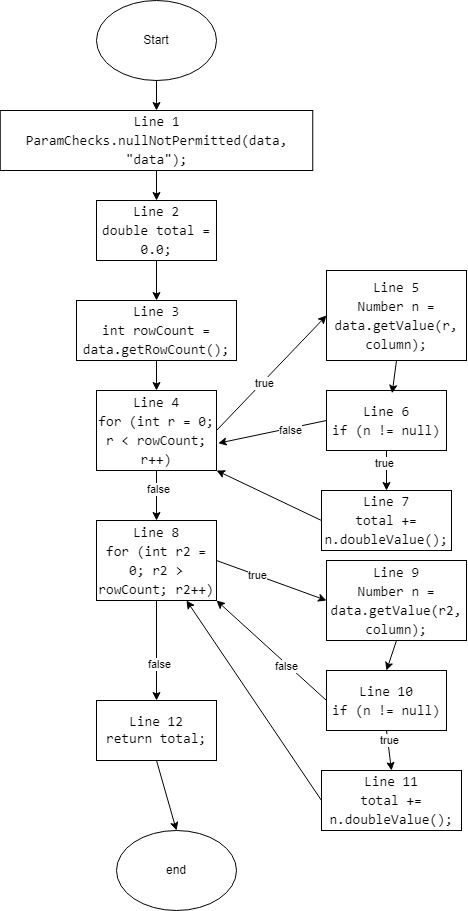 Start
Line 1
ParamChecks.nullNotPermitted(data,
"data");
Line 2
double total =
0.0;
Line 3
int rowCount =
data.getRowCount();
Line 4
for (int r = 0;
r < rowCount;
r++)
true
Line 5
Number n =
data.getValue(r,
column);
Line 6
if (n != null)
false
true
Line 7
total +=
n.doubleValue();
false
Line 8
for (int r2 =
0; r2 >
rowCount; r2++)
true
Line 9
Number n =
data.getValue(r2,
column);
false
false
Line 10
if (n != null)
true
Line 11
total +=
n.doubleValue();
Line 12
return total;
end